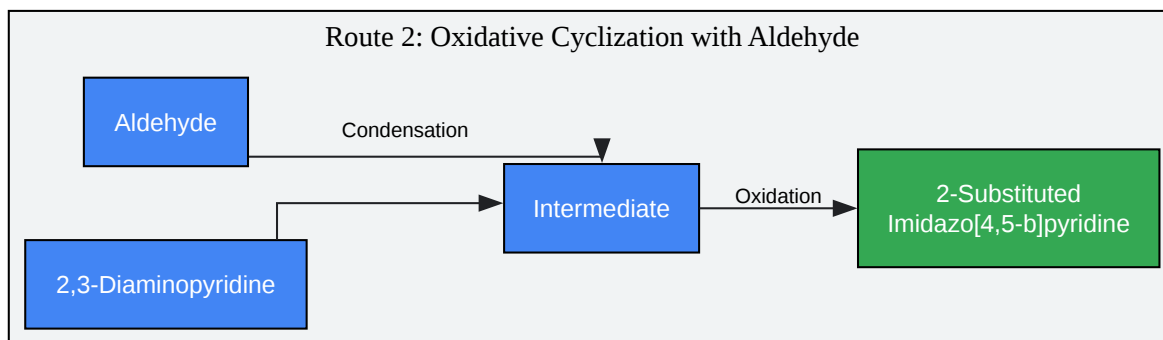 Route 2: Oxidative Cyclization with Aldehyde
Aldehyde
Condensation
Intermediate
Oxidation
2-Substituted
Imidazo[4,5-b]pyridine
2,3-Diaminopyridine